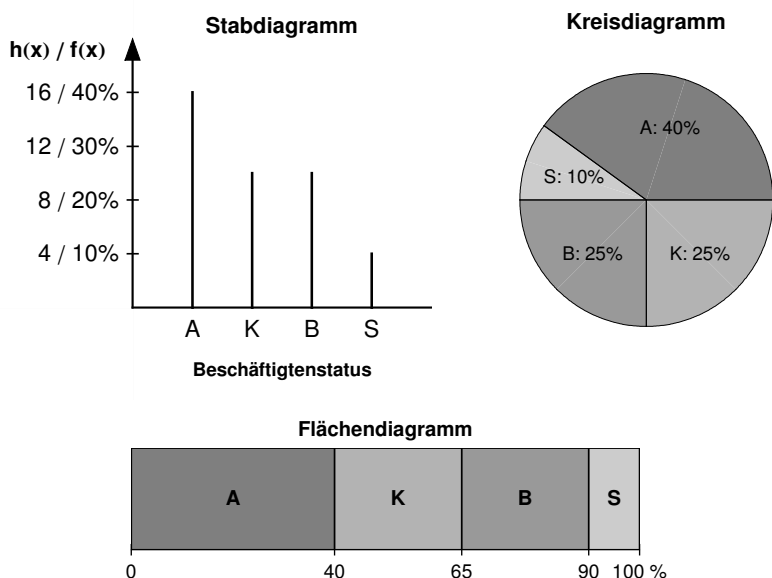 Stabdiagramm
h(x) / f(x)
16 / 40%
12 / 30%
8 / 20%
4 / 10%
A K B S
Beschäftigtenstatus
Kreisdiagramm
A: 40%
S: 10%
B: 25% K: 25%
Flächendiagramm
A K B S
0 40 65 90 100 %